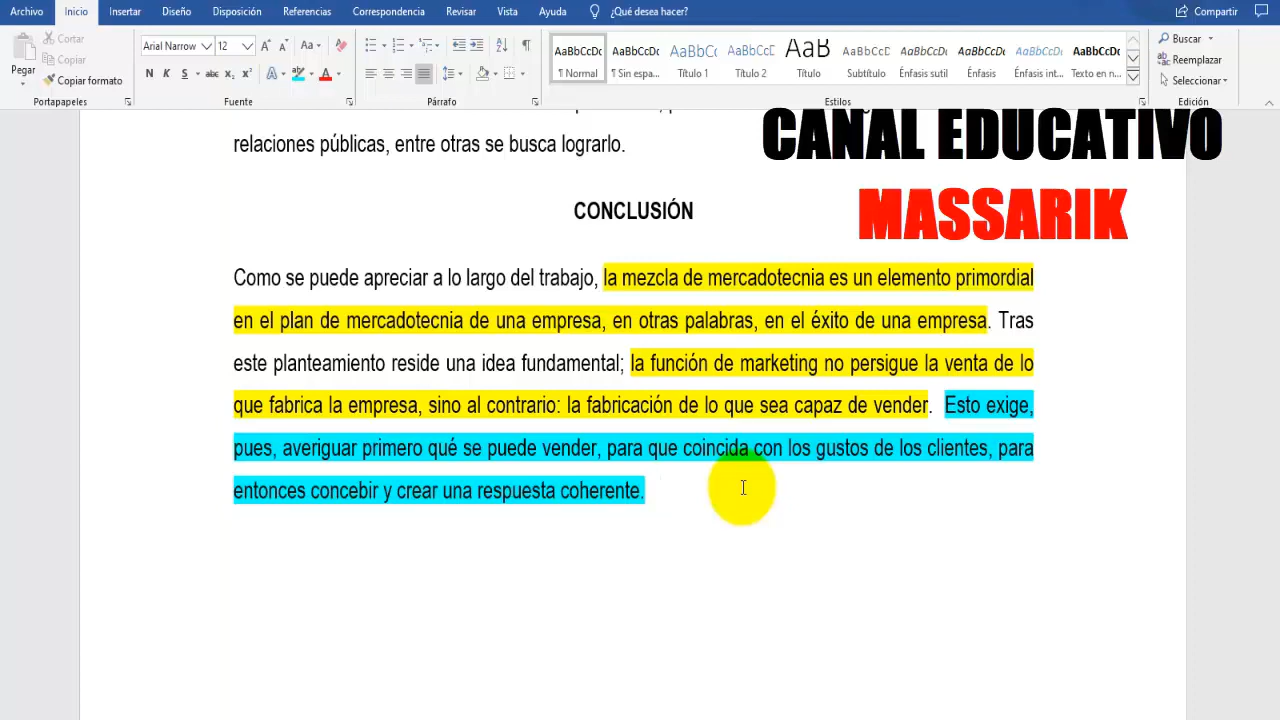 Archivo Inicio Insertar Diseño Disposición Referencias Correspondencia Revisar Vista Ayuda ¿Qué desea hacer? Compartir
Pegar
Cortar
Copiar
Copiar formato
Portapapeles
Arial Narrow 12 Aa
N K S abc x₂ x² A A
Fuente
Párrafo
AaBbCcDc AaBbCcDc AaBbCc AaBbCcD AaB AaBbCcD AaBbCcDc AaBbCcDc AaBbCcDc AaBbCcDc
¶ Normal ¶ Sin espa... Título 1 Título 2 Título Subtítulo Énfasis sutil Énfasis Énfasis int... Texto en n...
Estilos
Buscar
Reemplazar
Seleccionar
Edición
CANAL EDUCATIVO
MASSARIK
relaciones públicas, entre otras se busca lograrlo.
CONCLUSIÓN
Como se puede apreciar a lo largo del trabajo, la mezcla de mercadotecnia es un elemento primordial
en el plan de mercadotecnia de una empresa, en otras palabras, en el éxito de una empresa. Tras
este planteamiento reside una idea fundamental; la función de marketing no persigue la venta de lo
que fabrica la empresa, sino al contrario: la fabricación de lo que sea capaz de vender. Esto exige,
pues, averiguar primero qué se puede vender, para que coincida con los gustos de los clientes, para
entonces concebir y crear una respuesta coherente.